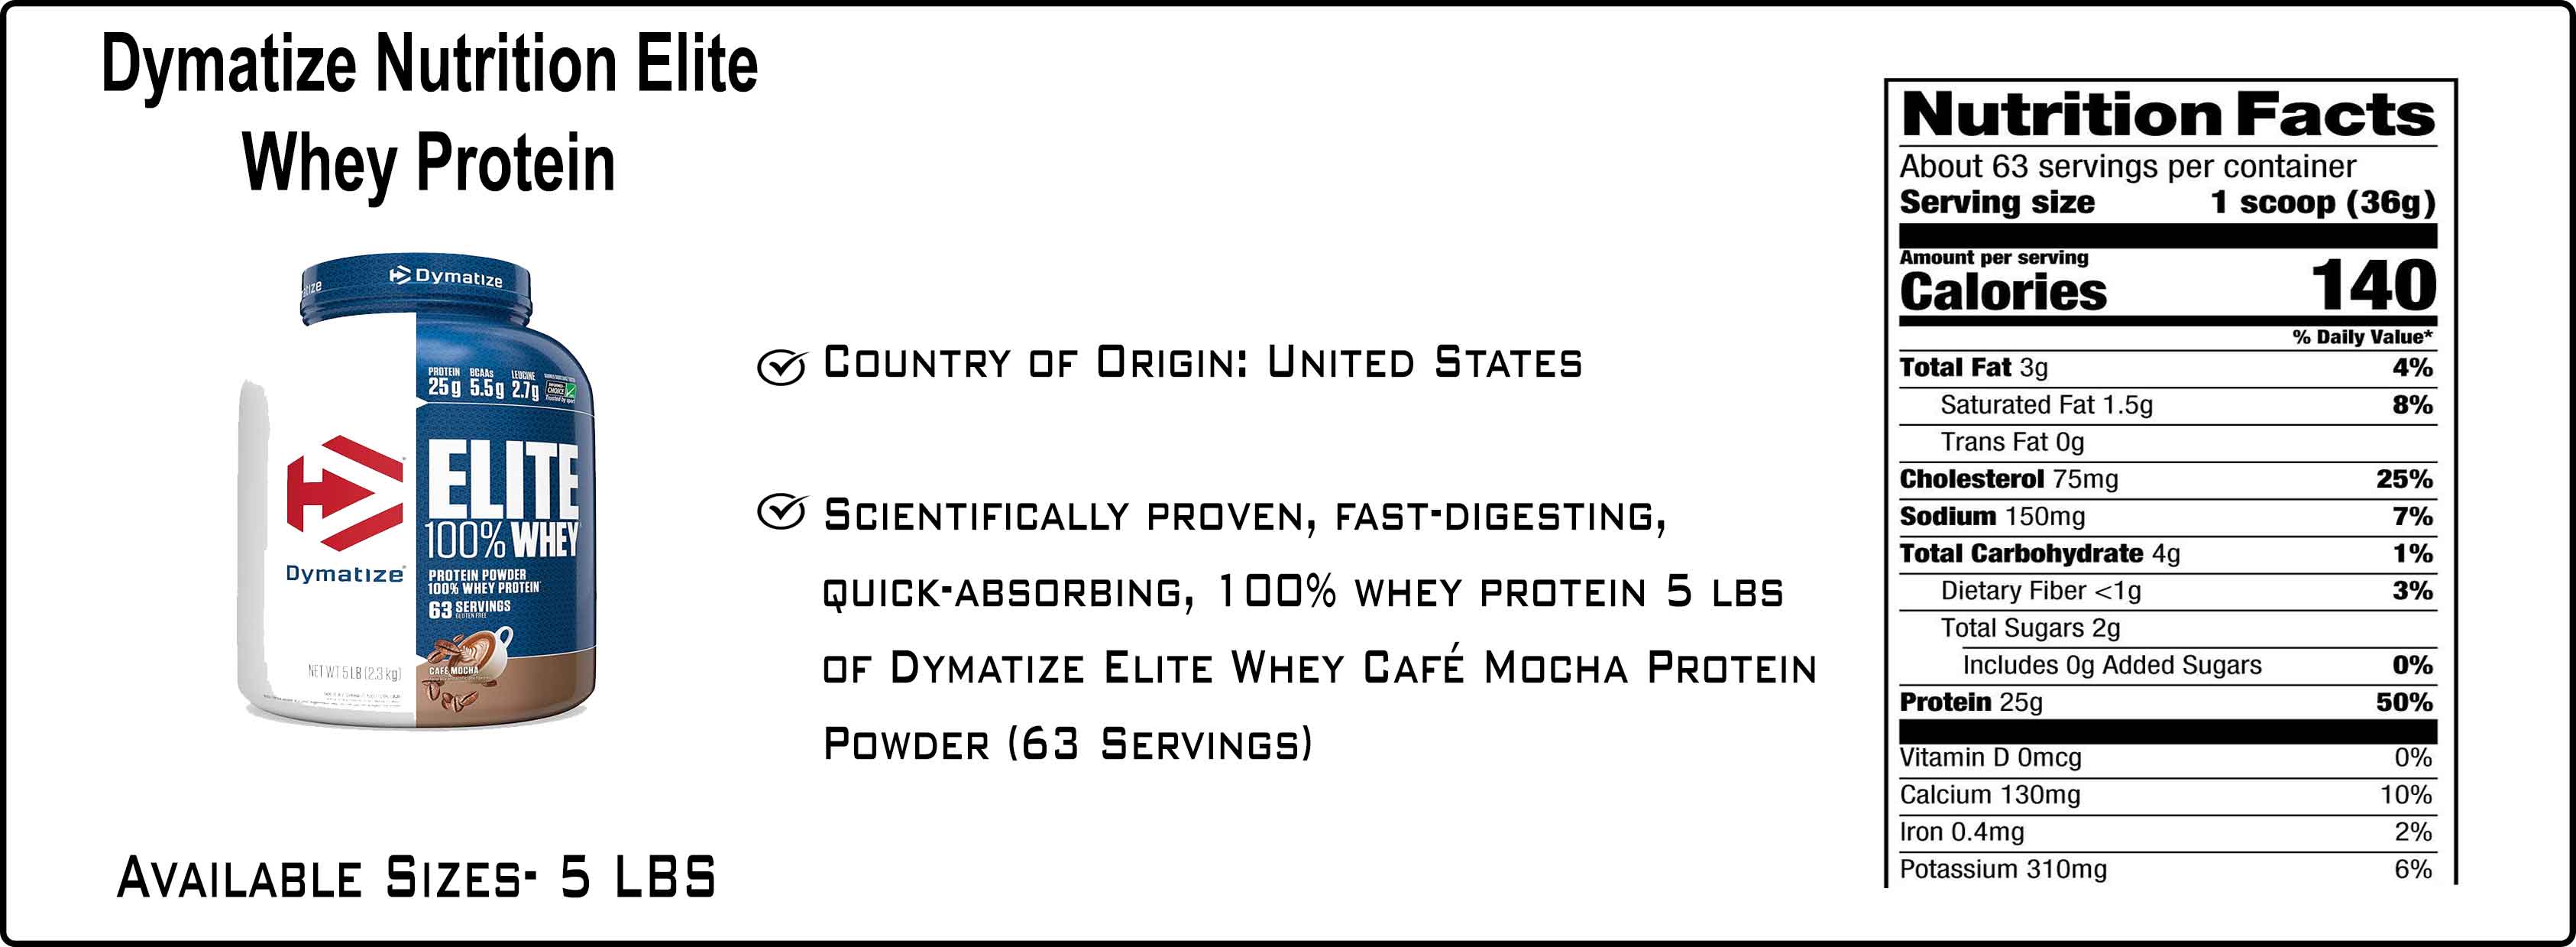 Dymatize Nutrition Elite
Whey Protein
Dymatize
PROTEIN BCAAs LEUCINE
25g 5.5g 2.7g
ELITE
100% WHEY
Dymatize
PROTEIN POWDER
100% WHEY PROTEIN
63 SERVINGS
GLUTEN FREE
CAFÉ MOCHA
NET WT 5 LB (2.3 kg)
Available Sizes- 5 LBS
Country of Origin: United States
Scientifically proven, fast-digesting,
quick-absorbing, 100% whey protein 5 lbs
of Dymatize Elite Whey Café Mocha Protein
Powder (63 Servings)
Nutrition Facts
About 63 servings per container
Serving size 1 scoop (36g)
Amount per serving
Calories 140
% Daily Value*
Total Fat 3g 4%
Saturated Fat 1.5g 8%
Trans Fat 0g
Cholesterol 75mg 25%
Sodium 150mg 7%
Total Carbohydrate 4g 1%
Dietary Fiber <1g 3%
Total Sugars 2g
Includes 0g Added Sugars 0%
Protein 25g 50%
Vitamin D 0mcg 0%
Calcium 130mg 10%
Iron 0.4mg 2%
Potassium 310mg 6%